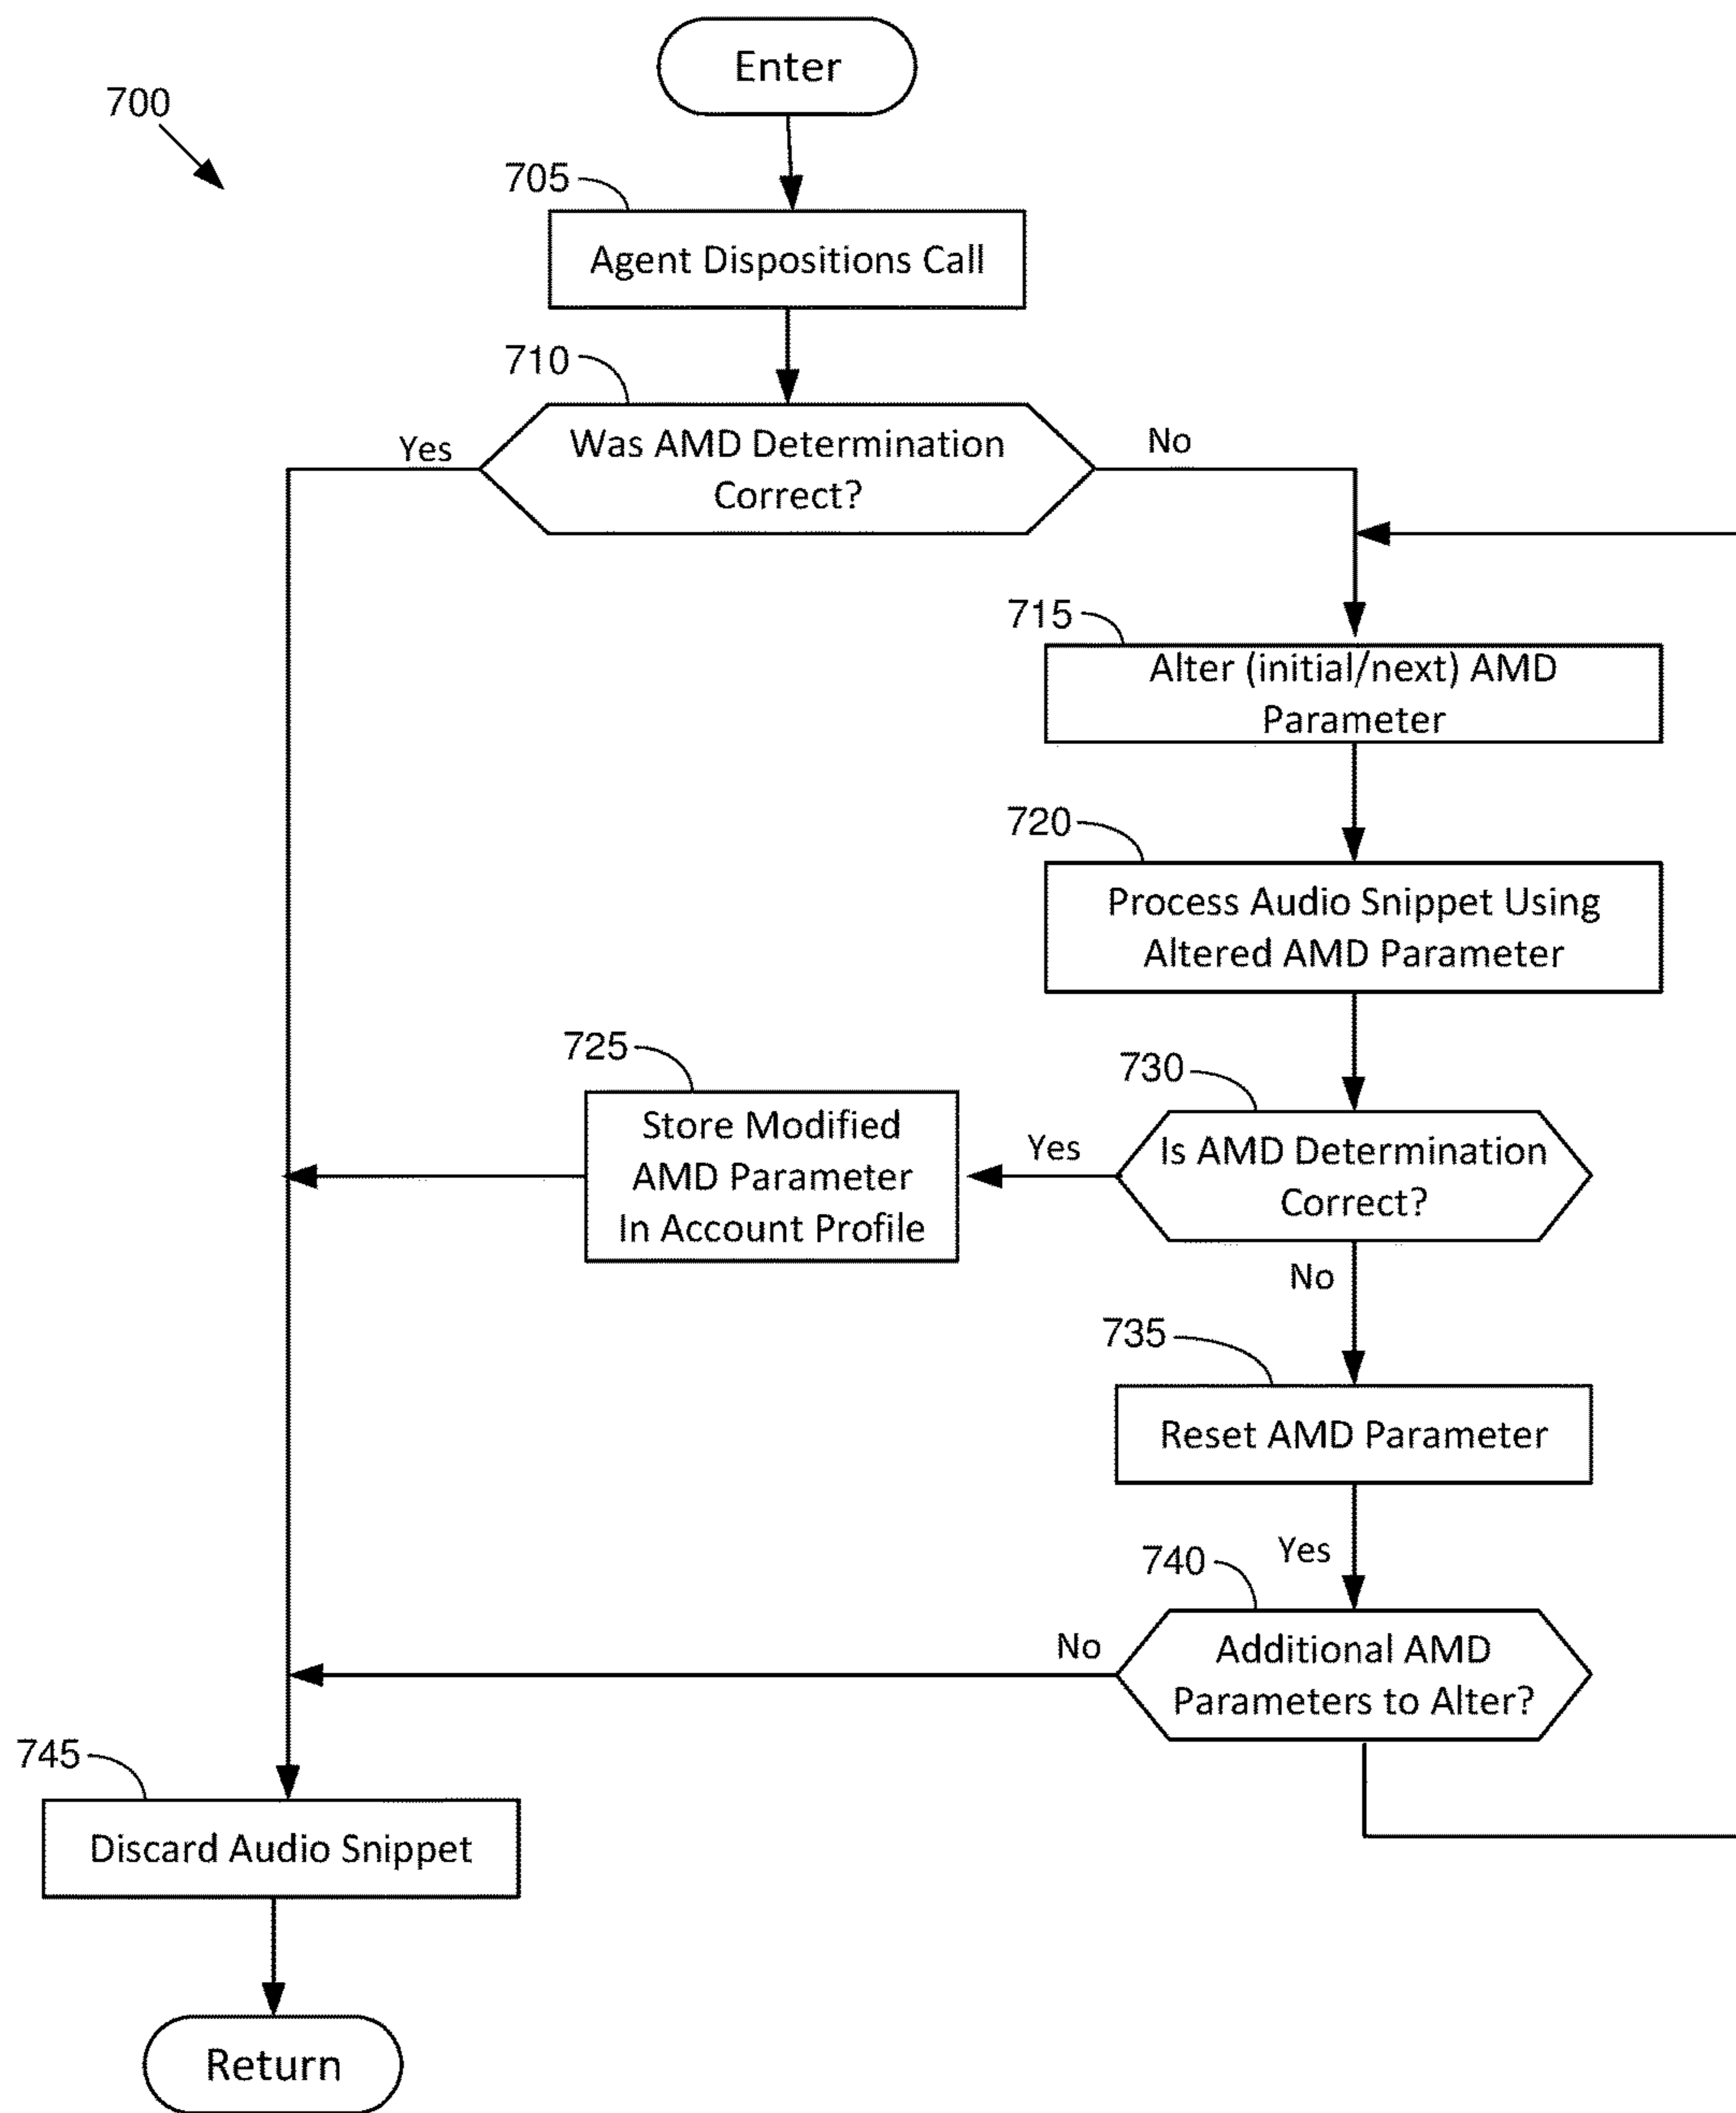 Enter
700
705
Agent Dispositions Call
710
Yes
Was AMD Determination
Correct?
No
715
Alter (initial/next) AMD
Parameter
720
Process Audio Snippet Using
Altered AMD Parameter
725
Store Modified
AMD Parameter
In Account Profile
730
Yes
Is AMD Determination
Correct?
No
735
Reset AMD Parameter
Yes
740
No
Additional AMD
Parameters to Alter?
745
Discard Audio Snippet
Return